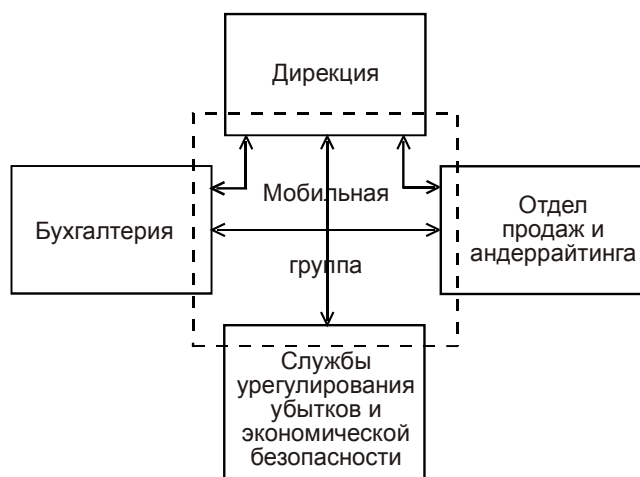 Дирекция
Мобильная
Бухгалтерия
Отдел
продаж и
андеррайтинга
группа
Службы
урегулирования
убытков и
экономической
безопасности